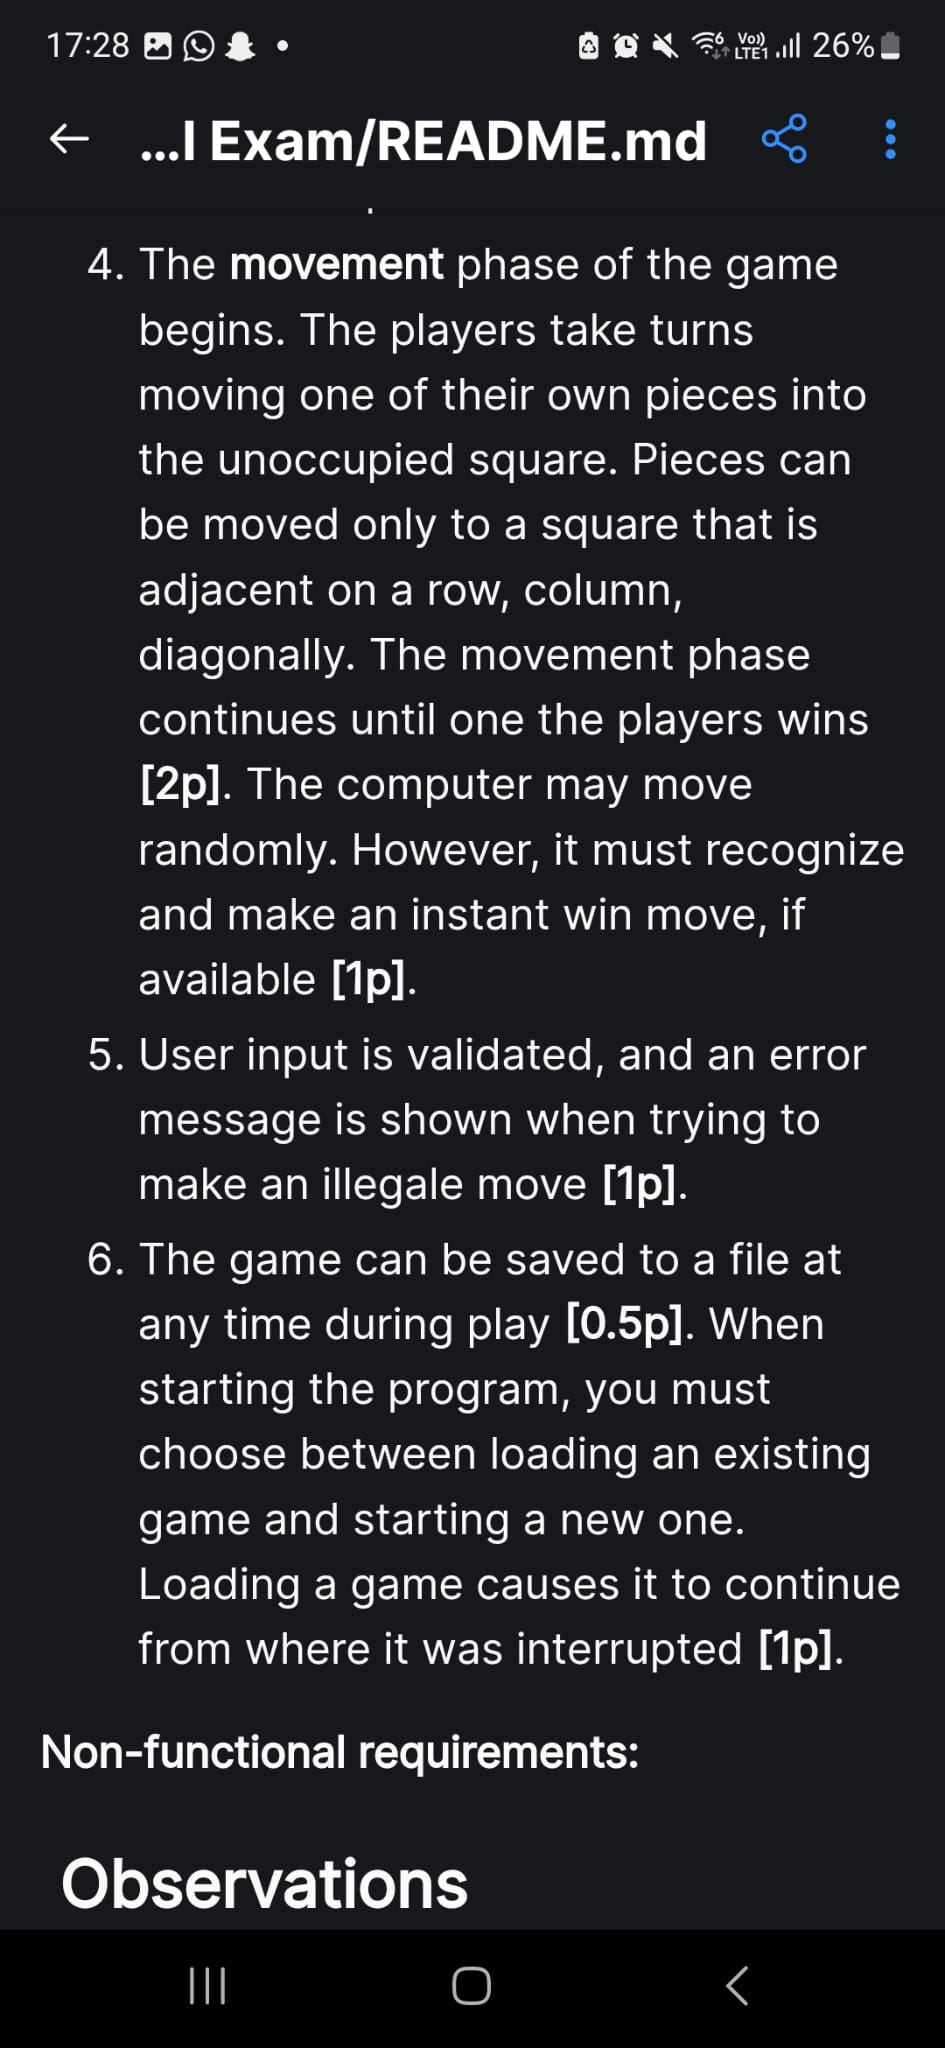 17:28
Vo)) LTE1 26%
...l Exam/README.md
4. The movement phase of the game
begins. The players take turns
moving one of their own pieces into
the unoccupied square. Pieces can
be moved only to a square that is
adjacent on a row, column,
diagonally. The movement phase
continues until one the players wins
[2p]. The computer may move
randomly. However, it must recognize
and make an instant win move, if
available [1p].
5. User input is validated, and an error
message is shown when trying to
make an illegale move [1p].
6. The game can be saved to a file at
any time during play [0.5p]. When
starting the program, you must
choose between loading an existing
game and starting a new one.
Loading a game causes it to continue
from where it was interrupted [1p].
Non-functional requirements:
Observations